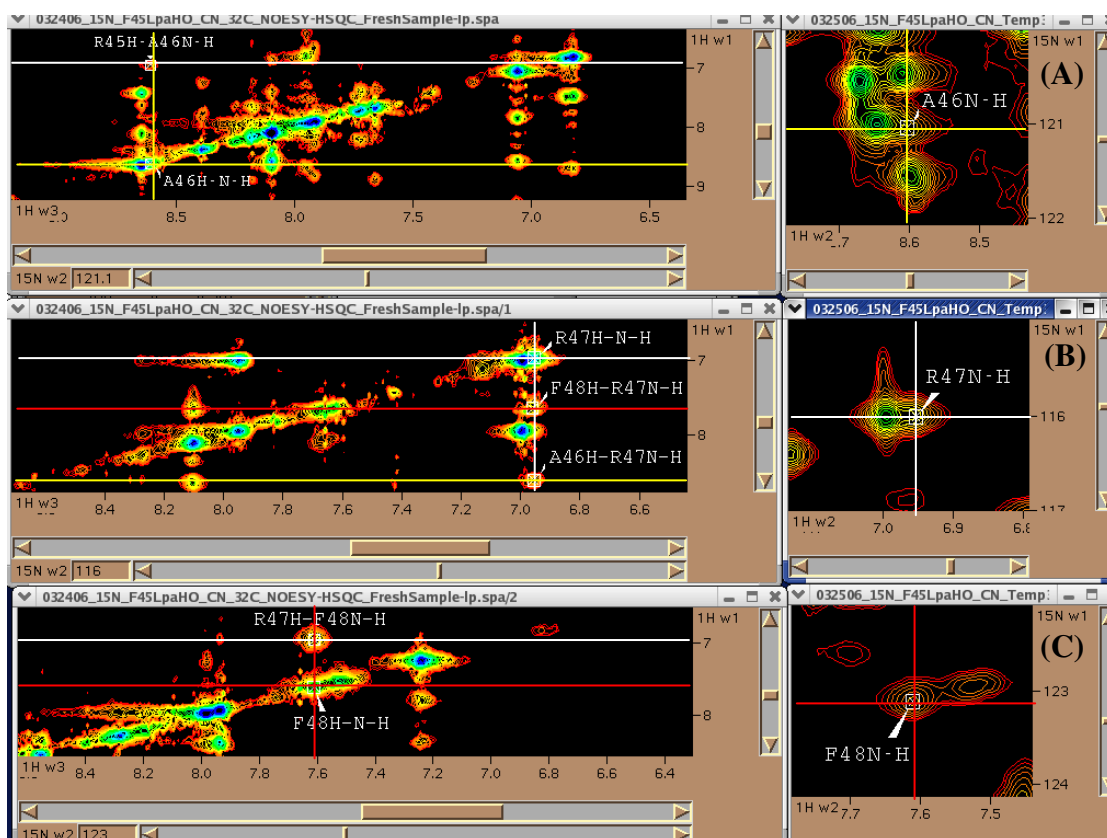 032406_15N_F45LpaHO_CN_32C_NOESY-HSQC_FreshSample-lp.spa
R45H-A46N-H
A46H-N-H
1H w1
7
8
9
1H w3
8.5
8.0
7.5
7.0
6.5
15N w2 121.1
(A)
15N w1
A46N-H
121
122
1H w2
8.6
8.5
032406_15N_F45LpaHO_CN_32C_NOESY-HSQC_FreshSample-lp.spa/1
1H w1
R47H-N-H
F48H-R47N-H
A46H-R47N-H
7
8
1H w3
8.4
8.2
8.0
7.8
7.6
7.4
7.2
7.0
6.8
6.6
15N w2 116
032506_15N_F45LpaHO_CN_Temp
15N w1
(B)
R47N-H
116
117
1H w2
7.0
6.9
032406_15N_F45LpaHO_CN_32C_NOESY-HSQC_FreshSample-lp.spa/2
1H w1
R47H-F48N-H
F48H-N-H
7
8
1H w3
8.4
8.2
8.0
7.8
7.6
7.4
7.2
7.0
6.8
6.6
15N w2 123
032506_15N_F45LpaHO_CN_Temp
15N w1
(C)
F48N-H
123
124
1H w2
7.7
7.6
7.5